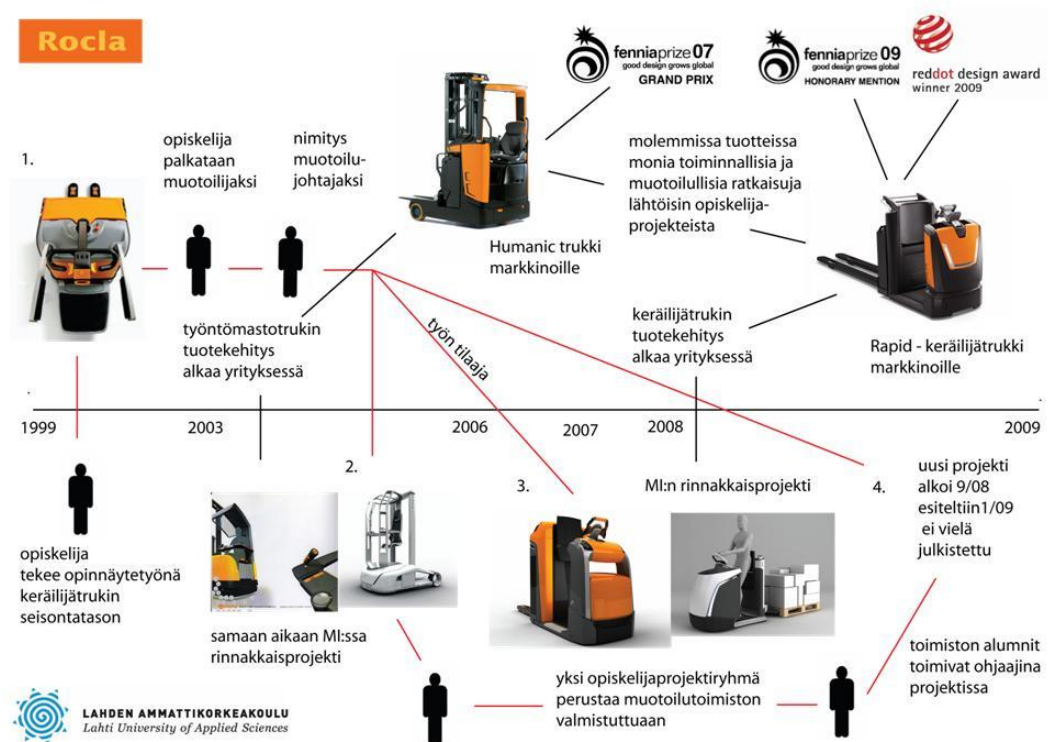 Rocla
fenniaprize 07
good design grows global
GRAND PRIX
fenniaprize 09
good design grows global
HONORARY MENTION
reddot design award
winner 2009
1.
opiskelija
palkataan
muotoilijaksi
nimitys
muotoilu-
johtajaksi
molemmissa tuotteissa
monia toiminnallisia ja
muotoilullisia ratkaisuja
lähtöisin opiskelija-
projekteista
Humanic trukki
markkinoille
työntömastotrukin
tuotekehitys
alkaa yrityksessä
työn tilaaja
keräilijätrukin
tuotekehitys
alkaa yrityksessä
Rapid - keräilijätrukki
markkinoille
1999
2003
2006
2007
2008
2009
opiskelija
tekee opinnäytetyönä
keräilijätrukin
seisontatason
2.
samaan aikaan MI:ssa
rinnakkaisprojekti
3.
MI:n rinnakkaisprojekti
4.
uusi projekti
alkoi 9/08
esiteltiin1/09
ei vielä
julkistettu
yksi opiskelijaprojektiryhmä
perustaa muotoilutoimiston
valmistuttuaan
toimiston alumnit
toimivat ohjaajina
projektissa
LAHDEN AMMATTIKORKEAKOULU
Lahti University of Applied Sciences